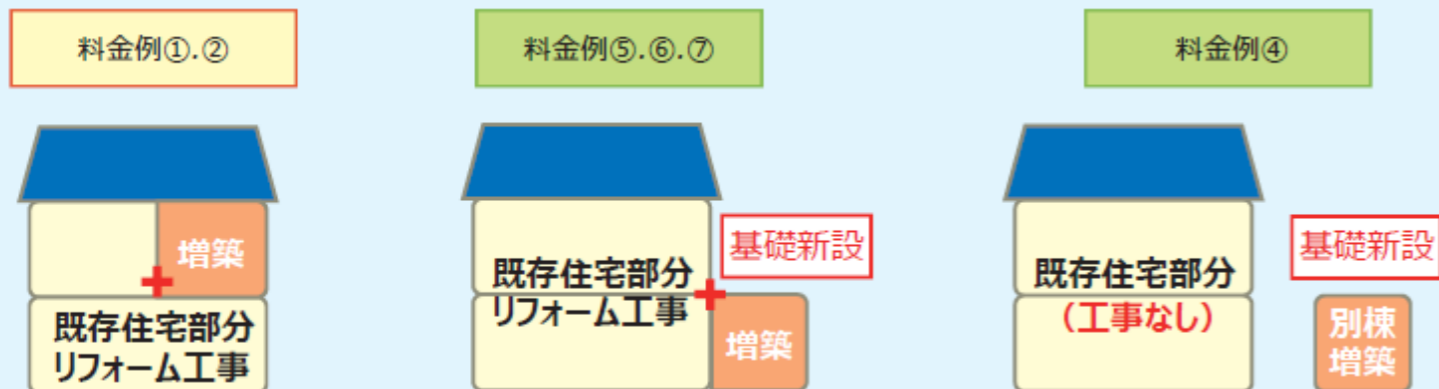 料金例①.②
料金例⑤.⑥.⑦
料金例④
増築
既存住宅部分
リフォーム工事
基礎新設
既存住宅部分
リフォーム工事
増築
基礎新設
既存住宅部分
（工事なし）
別棟
増築